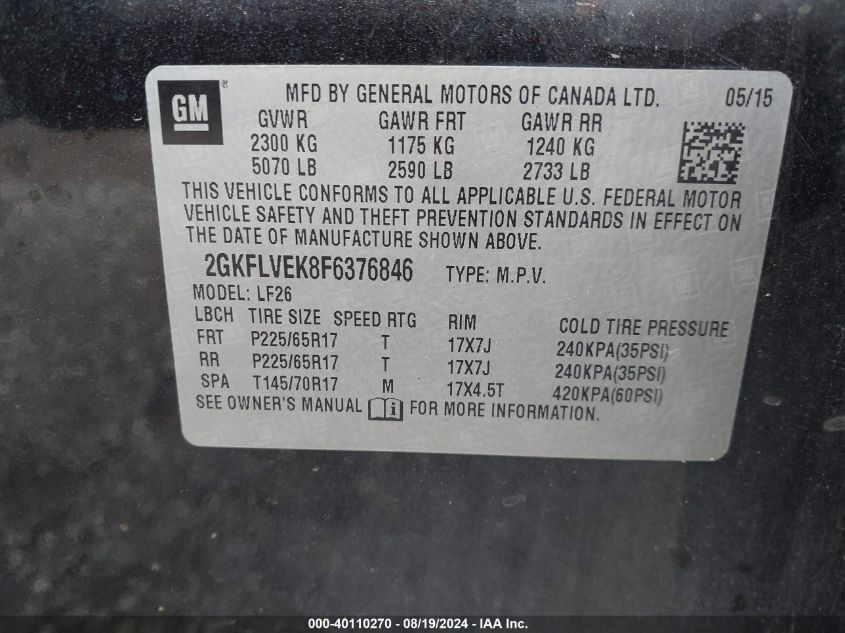 GM ®
MFD BY GENERAL MOTORS OF CANADA LTD. 05/15
GVWR GAWR FRT GAWR RR
2300 KG 1175 KG 1240 KG
5070 LB 2590 LB 2733 LB
THIS VEHICLE CONFORMS TO ALL APPLICABLE U.S. FEDERAL MOTOR
VEHICLE SAFETY AND THEFT PREVENTION STANDARDS IN EFFECT ON
THE DATE OF MANUFACTURE SHOWN ABOVE.
2GKFLVEK8F6376846 TYPE: M.P.V.
MODEL: LF26
LBCH TIRE SIZE SPEED RTG RIM COLD TIRE PRESSURE
FRT P225/65R17 T 17X7J 240KPA(35PSI)
RR P225/65R17 T 17X7J 240KPA(35PSI)
SPA T145/70R17 M 17X4.5T 420KPA(60PSI)
SEE OWNER'S MANUAL i FOR MORE INFORMATION.
000-40110270 - 08/19/2024 - IAA Inc.